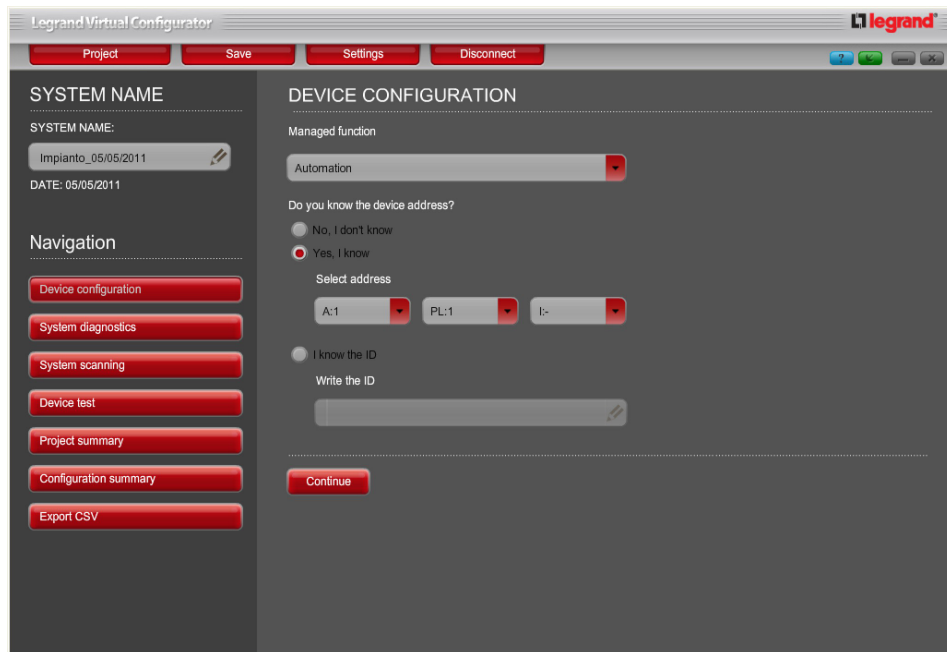 Legrand Virtual Configurator
legrand
Project Save Settings Disconnect
?
SYSTEM NAME
SYSTEM NAME:
Impianto_05/05/2011
DATE: 05/05/2011
Navigation
Device configuration
System diagnostics
System scanning
Device test
Project summary
Configuration summary
Export CSV
DEVICE CONFIGURATION
Managed function
Automation
Do you know the device address?
No, I don't know
Yes, I know
Select address
A:1 PL:1 I:-
I know the ID
Write the ID
Continue